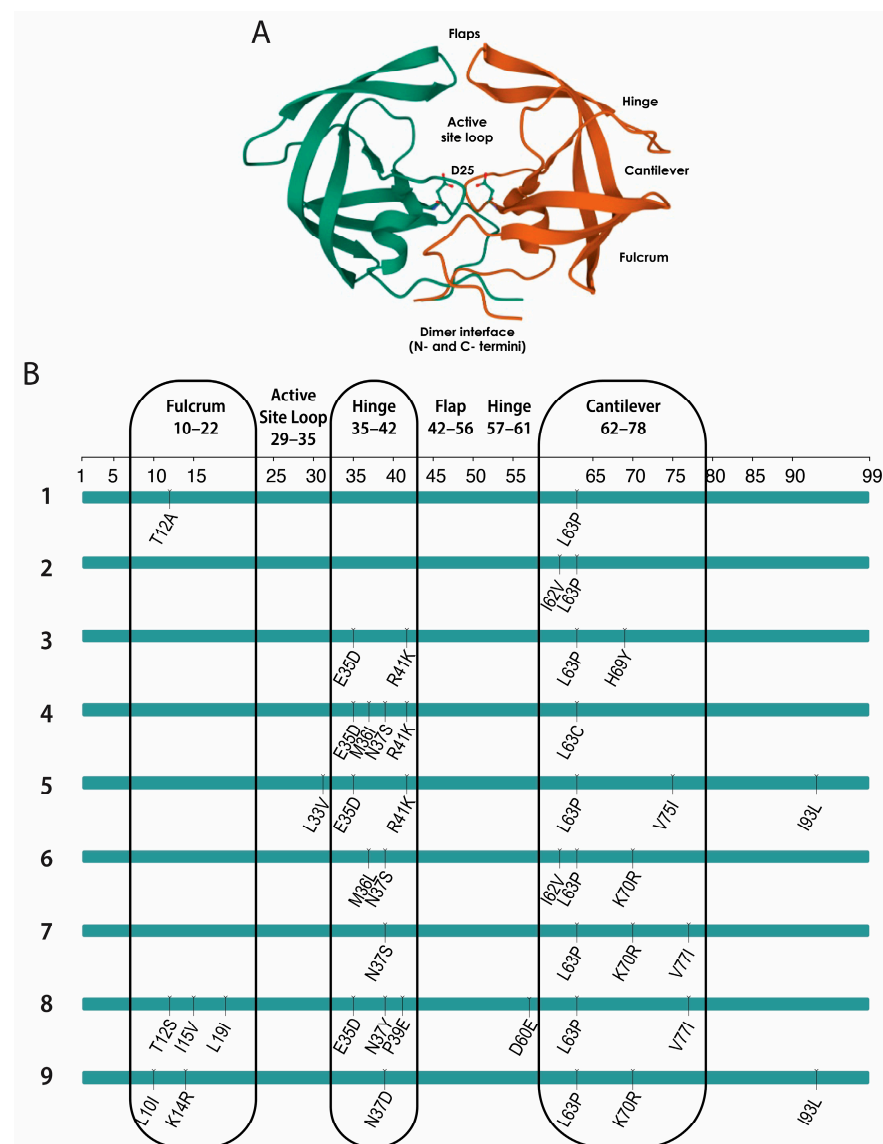 A
Flaps
Hinge
Active
site loop
D25
Cantilever
Fulcrum
Dimer interface
(N- and C- termini)
B
Fulcrum
10–22
Active
Site Loop
29–35
Hinge
35–42
Flap
42–56
Hinge
57–61
Cantilever
62–78
1 5 10 15 25 30 35 40 45 50 55 65 70 75 80 85 90 99
1
T12A L63P
2
I62V L63P
3
E35D R41K L63P H69Y
4
E35D M36I N37S R41K L63C
5
L33V E35D R41K L63P V75I I93L
6
M36L N37S I62V L63P K70R
7
N37S L63P K70R V77I
8
T12S I15V L19I E35D N37Y P39E D60E L63P V77I
9
L10I K14R N37D L63P K70R I93L